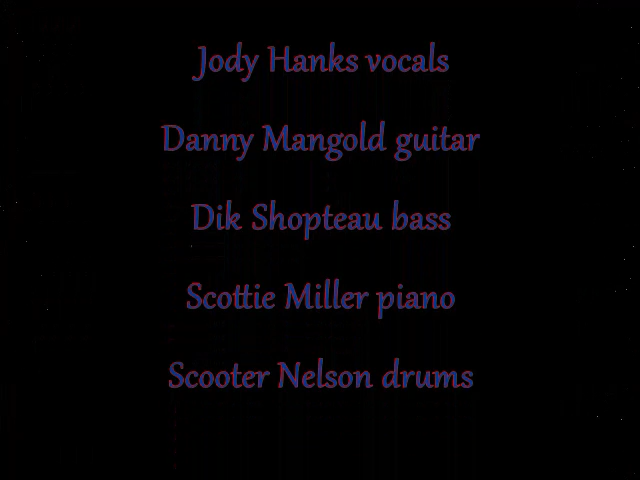 Jody Hanks vocals
Danny Mangold guitar
Dik Shopteau bass
Scottie Miller piano
Scooter Nelson drums